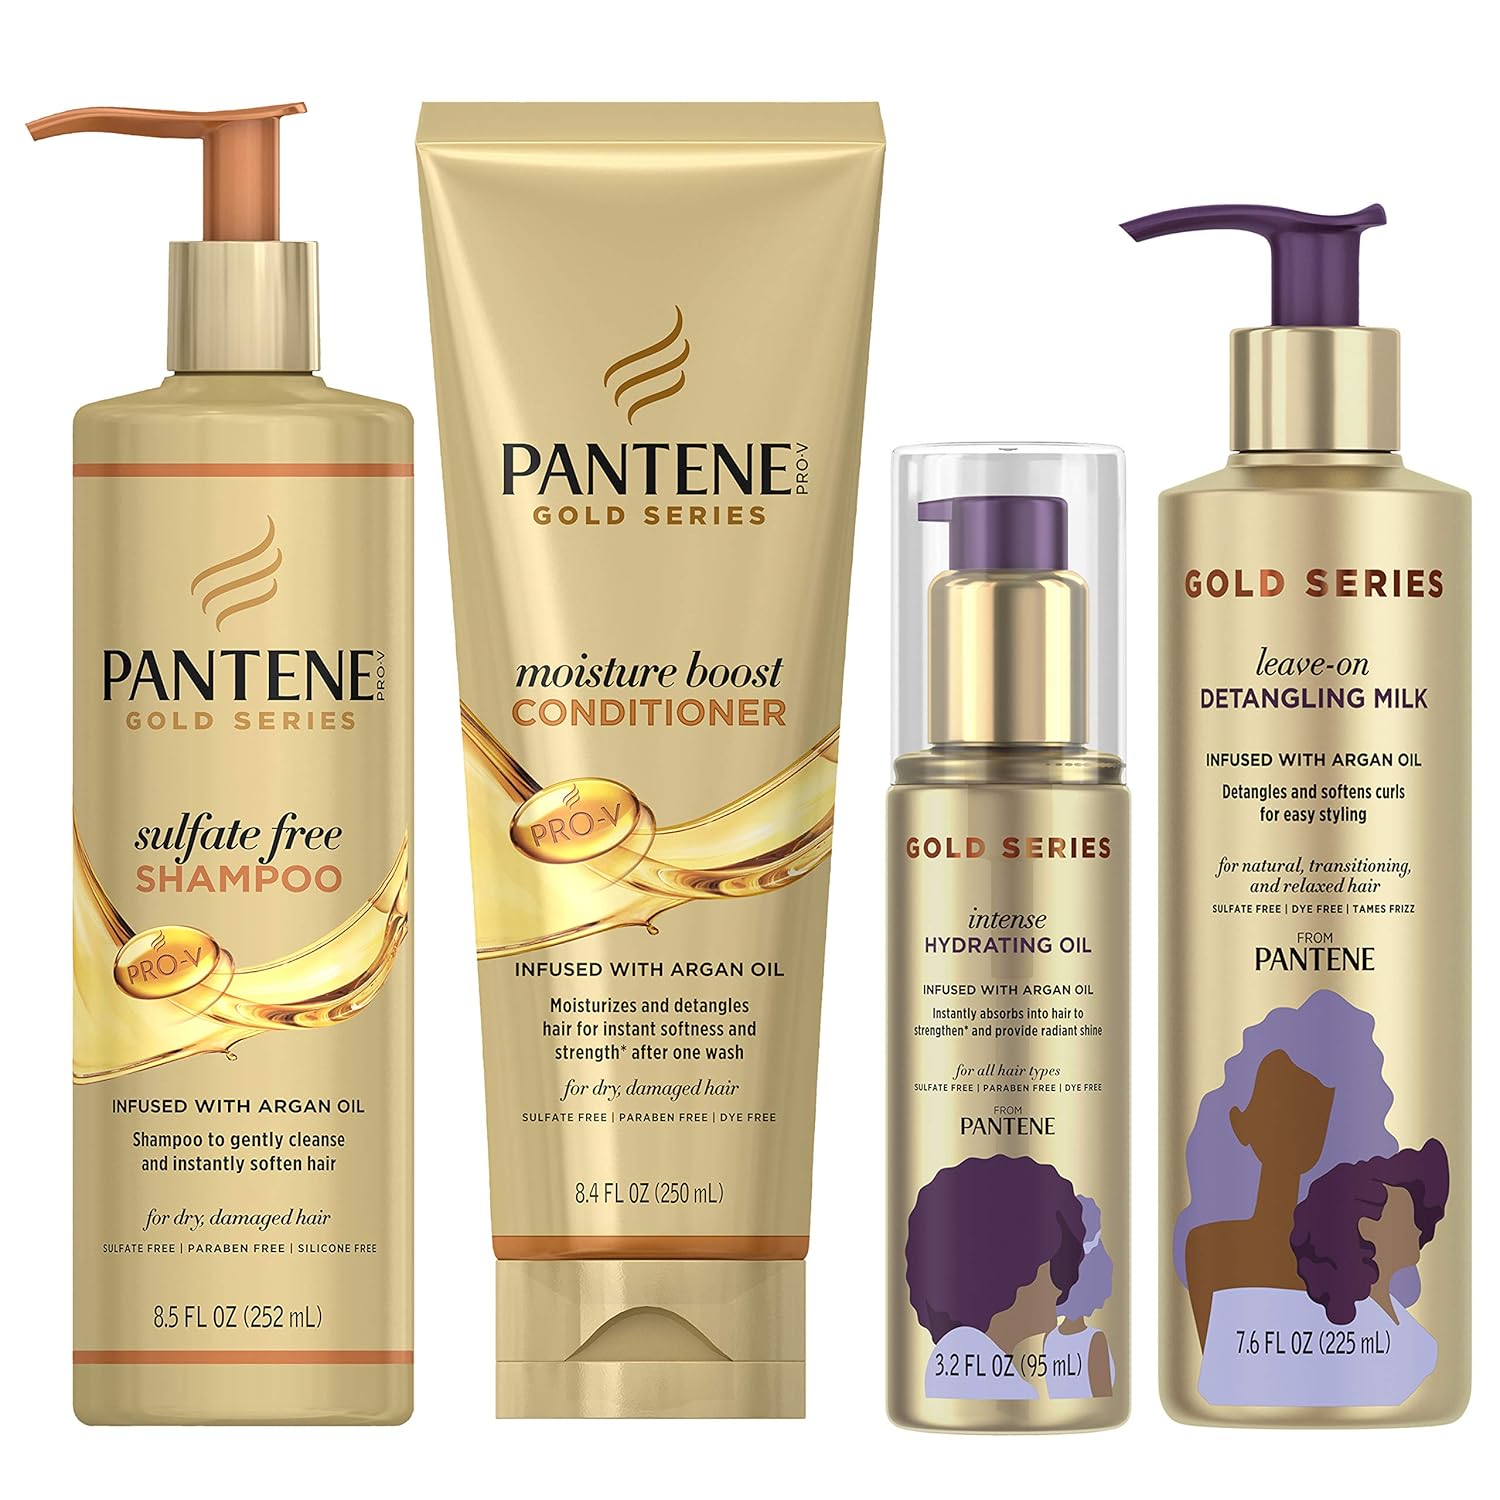 PANTENE PRO-V
GOLD SERIES
sulfate free
SHAMPOO
PRO-V
INFUSED WITH ARGAN OIL
Shampoo to gently cleanse
and instantly soften hair
for dry, damaged hair
SULFATE FREE | PARABEN FREE | SILICONE FREE
8.5 FL OZ (252 mL)
PANTENE PRO-V
GOLD SERIES
moisture boost
CONDITIONER
PRO-V
INFUSED WITH ARGAN OIL
Moisturizes and detangles
hair for instant softness and
strength* after one wash
for dry, damaged hair
SULFATE FREE | PARABEN FREE | DYE FREE
8.4 FL OZ (250 mL)
GOLD SERIES
intense
HYDRATING OIL
INFUSED WITH ARGAN OIL
Instantly absorbs into hair to
strengthen* and provide radiant shine
for all hair types
SULFATE FREE | PARABEN FREE | DYE FREE
FROM
PANTENE
3.2 FL OZ (95 mL)
GOLD SERIES
leave-on
DETANGLING MILK
INFUSED WITH ARGAN OIL
Detangles and softens curls
for easy styling
for natural, transitioning,
and relaxed hair
SULFATE FREE | DYE FREE | TAMES FRIZZ
FROM
PANTENE
7.6 FL OZ (225 mL)